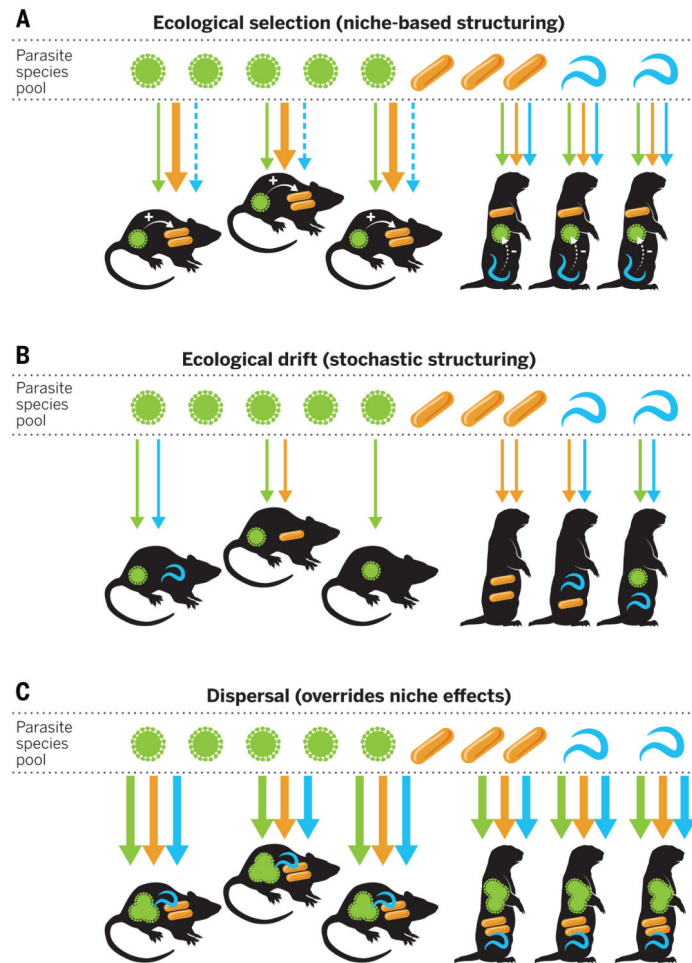 A
Ecological selection (niche-based structuring)
Parasite
species
pool
+
+
+
-
-
-
B
Ecological drift (stochastic structuring)
Parasite
species
pool
C
Dispersal (overrides niche effects)
Parasite
species
pool